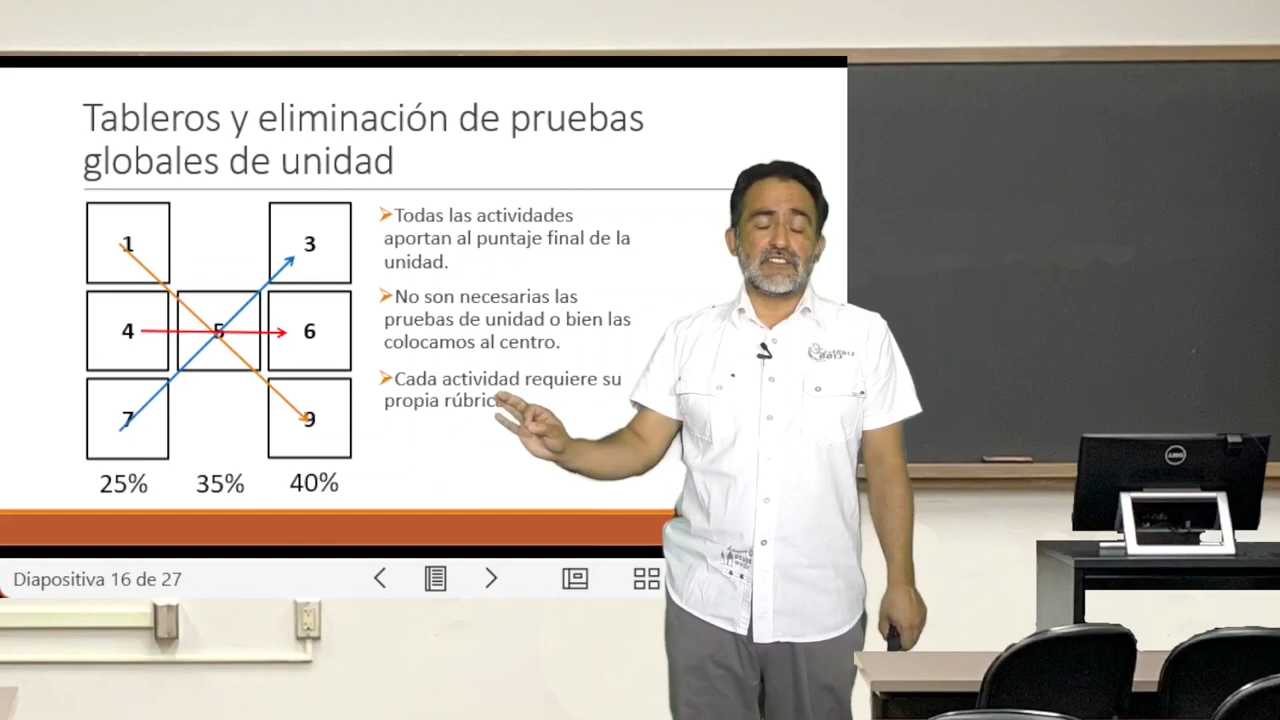 Tableros y eliminación de pruebas
globales de unidad
1
3
4
5
6
7
9
25%
35%
40%
➤Todas las actividades
aportan al puntaje final de la
unidad.
➤No son necesarias las
pruebas de unidad o bien las
colocamos al centro.
➤Cada actividad requiere su
propia
Diapositiva 16 de 27
DELL